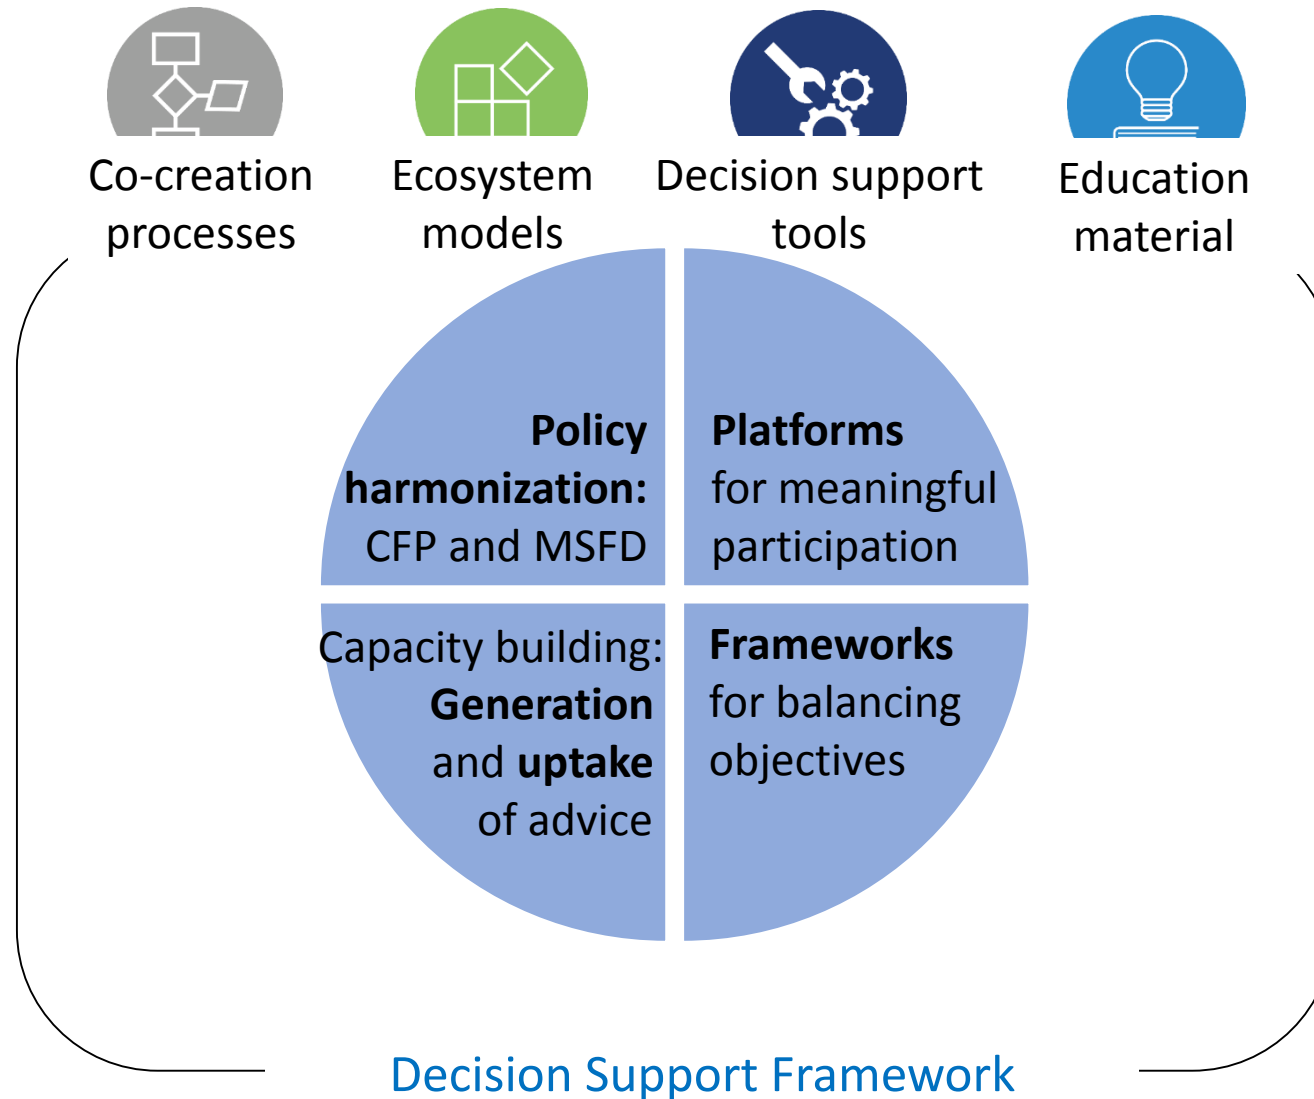 Co-creation
processes
Ecosystem
models
Decision support
tools
Education
material
Policy
harmonization:
CFP and MSFD
Platforms
for meaningful
participation
Capacity building:
Generation
and uptake
of advice
Frameworks
for balancing
objectives
Decision Support Framework